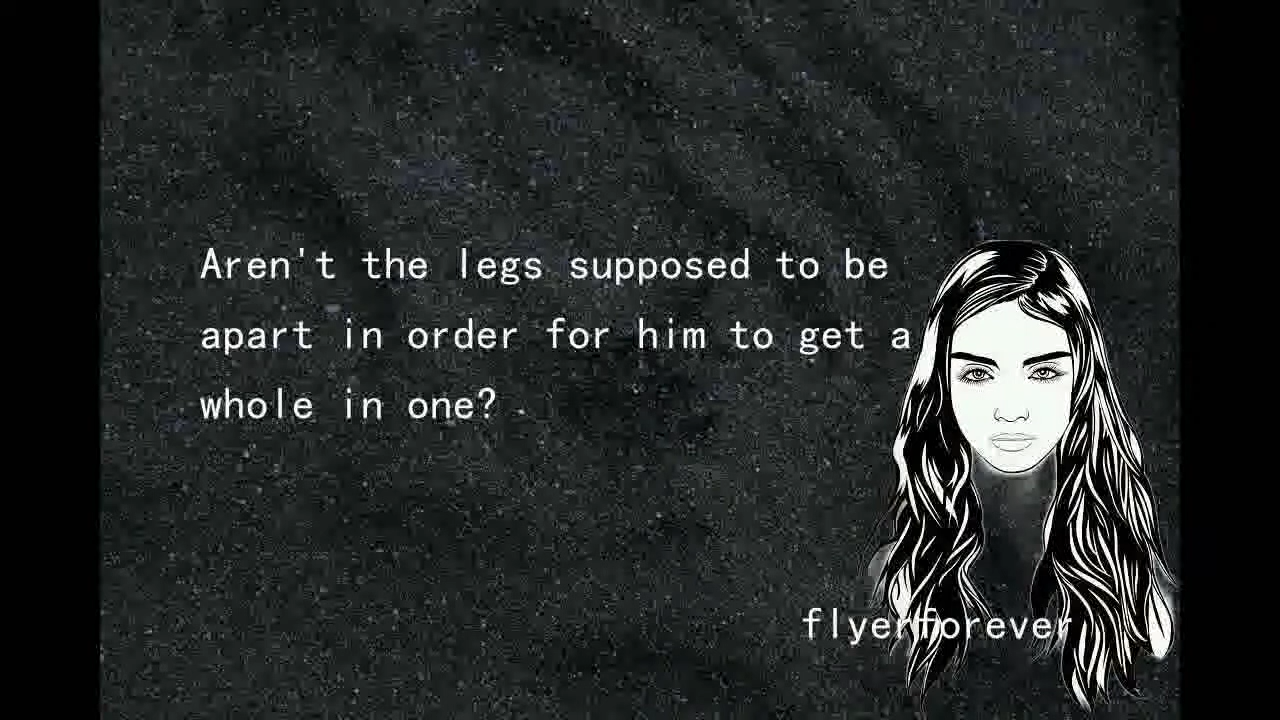 Aren't the legs supposed to be
apart in order for him to get a
whole in one?
flyerforever